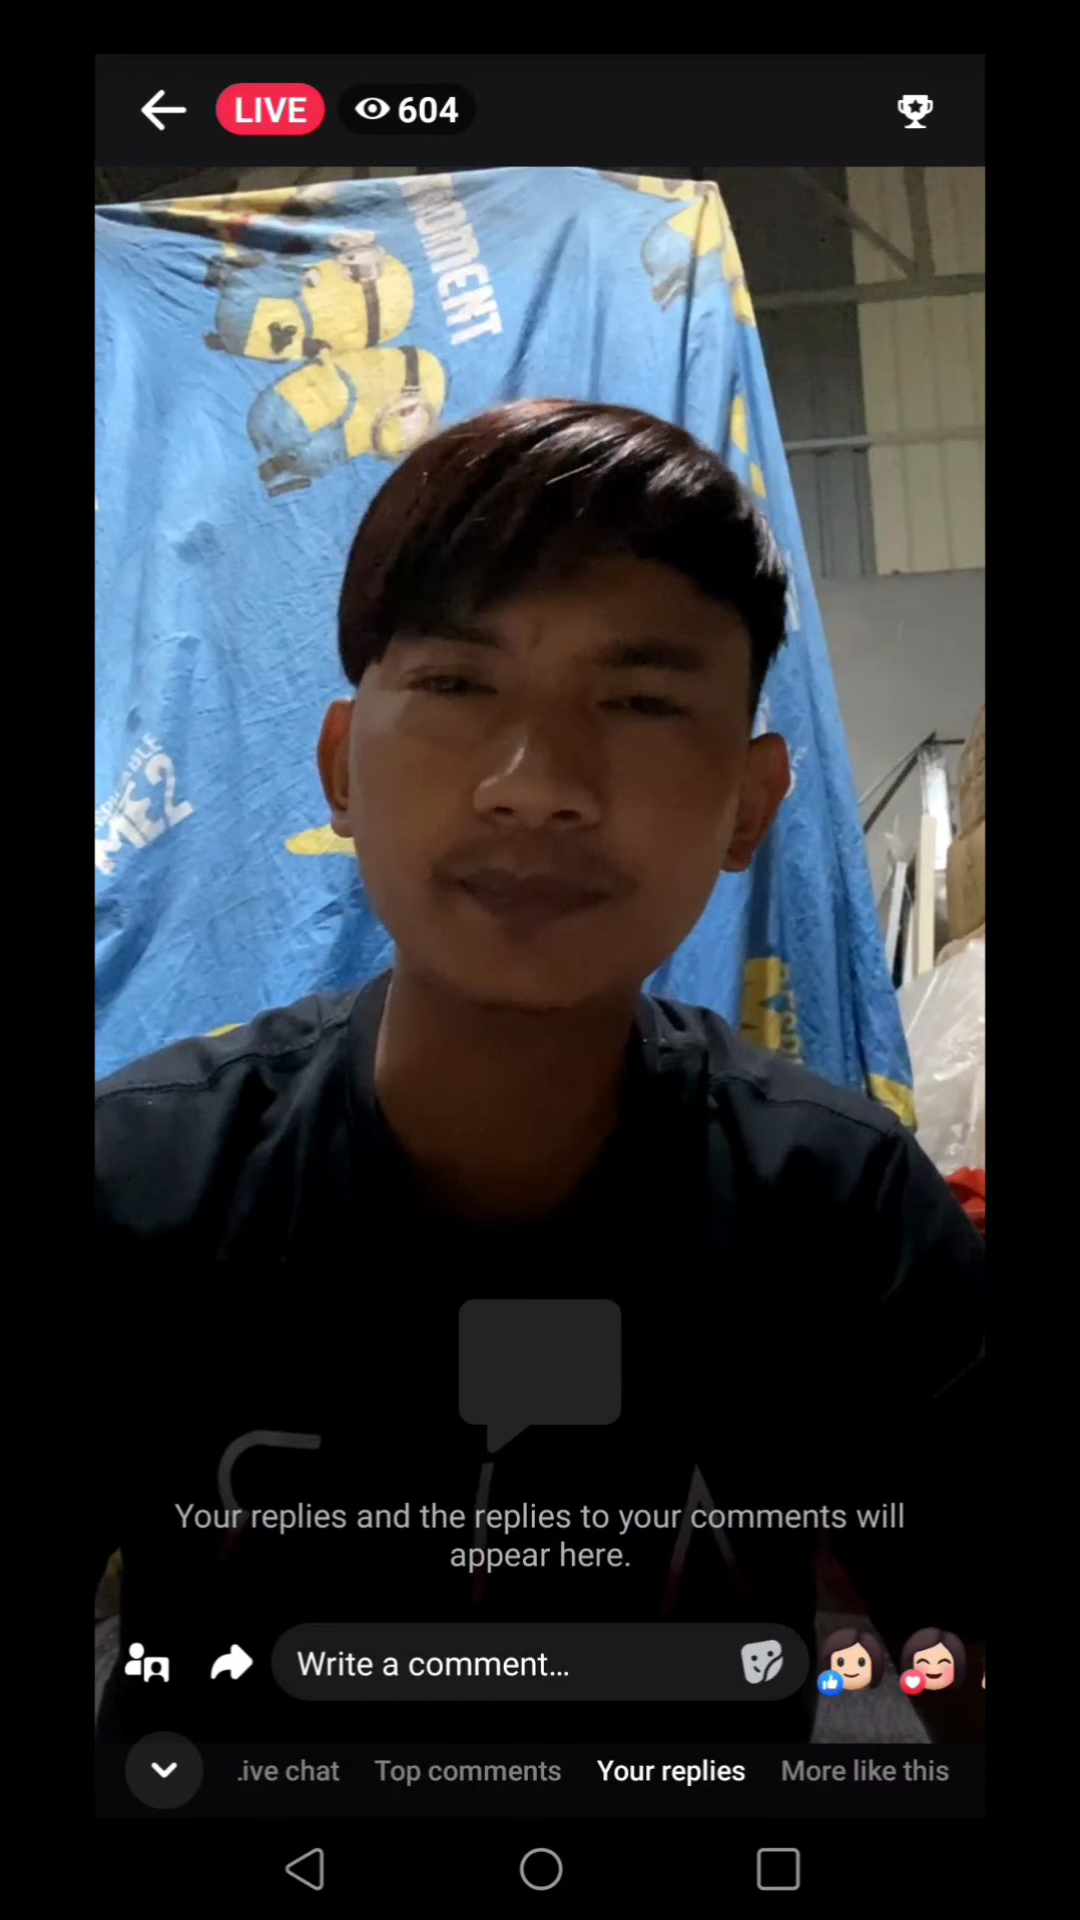 LIVE 604
MOMENT
ME2
Your replies and the replies to your comments will
appear here.
Write a comment...
.ive chat Top comments Your replies More like this